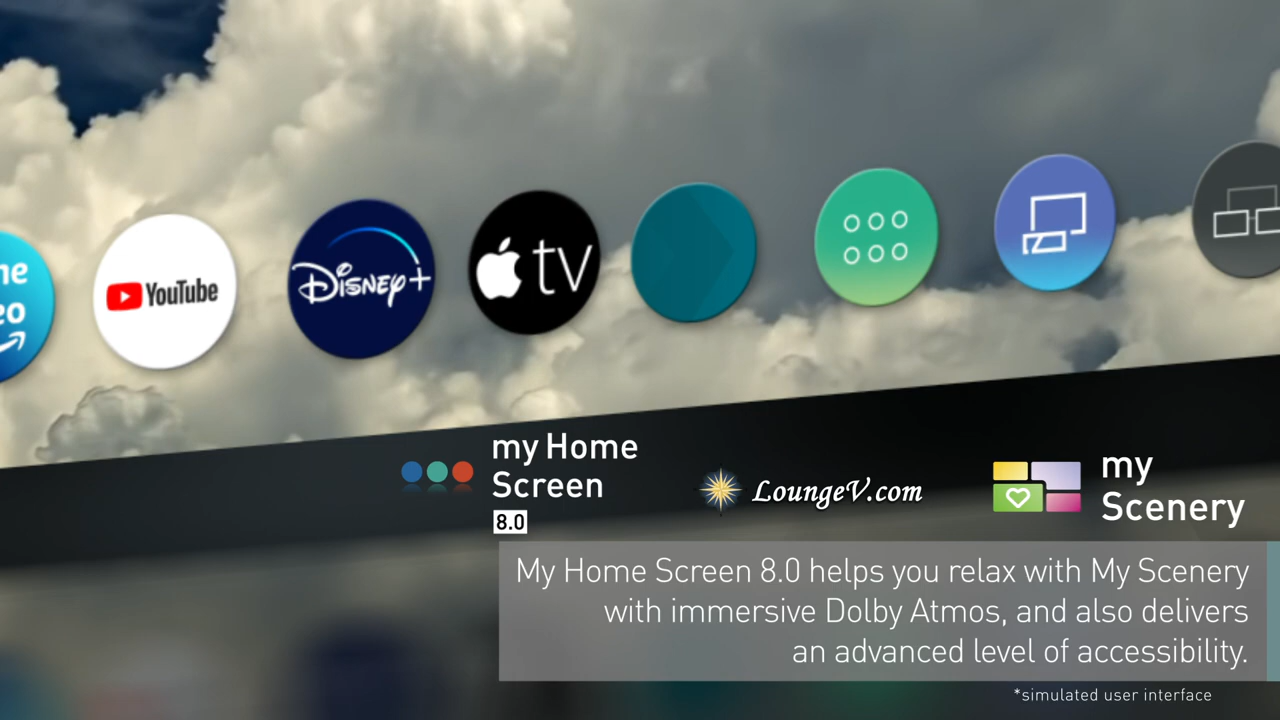 ne
eo
YouTube
Disney+
tv
my Home
Screen
8.0
LoungeV.com
my
Scenery
My Home Screen 8.0 helps you relax with My Scenery
with immersive Dolby Atmos, and also delivers
an advanced level of accessibility.
*simulated user interface